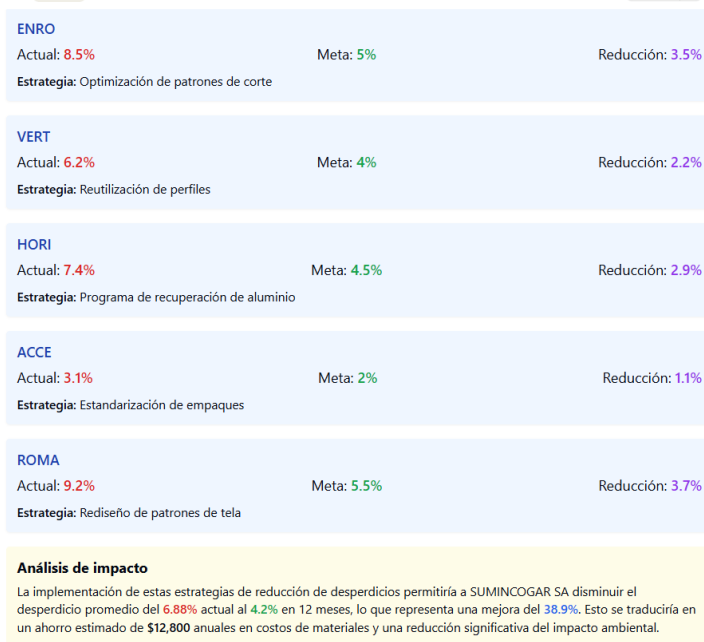 ENRO
Actual: 8.5% Meta: 5% Reducción: 3.5%
Estrategia: Optimización de patrones de corte
VERT
Actual: 6.2% Meta: 4% Reducción: 2.2%
Estrategia: Reutilización de perfiles
HORI
Actual: 7.4% Meta: 4.5% Reducción: 2.9%
Estrategia: Programa de recuperación de aluminio
ACCE
Actual: 3.1% Meta: 2% Reducción: 1.1%
Estrategia: Estandarización de empaques
ROMA
Actual: 9.2% Meta: 5.5% Reducción: 3.7%
Estrategia: Rediseño de patrones de tela
Análisis de impacto
La implementación de estas estrategias de reducción de desperdicios permitiría a SUMINCOGAR SA disminuir el
desperdicio promedio del 6.88% actual al 4.2% en 12 meses, lo que representa una mejora del 38.9%. Esto se traduciría en
un ahorro estimado de $12,800 anuales en costos de materiales y una reducción significativa del impacto ambiental.